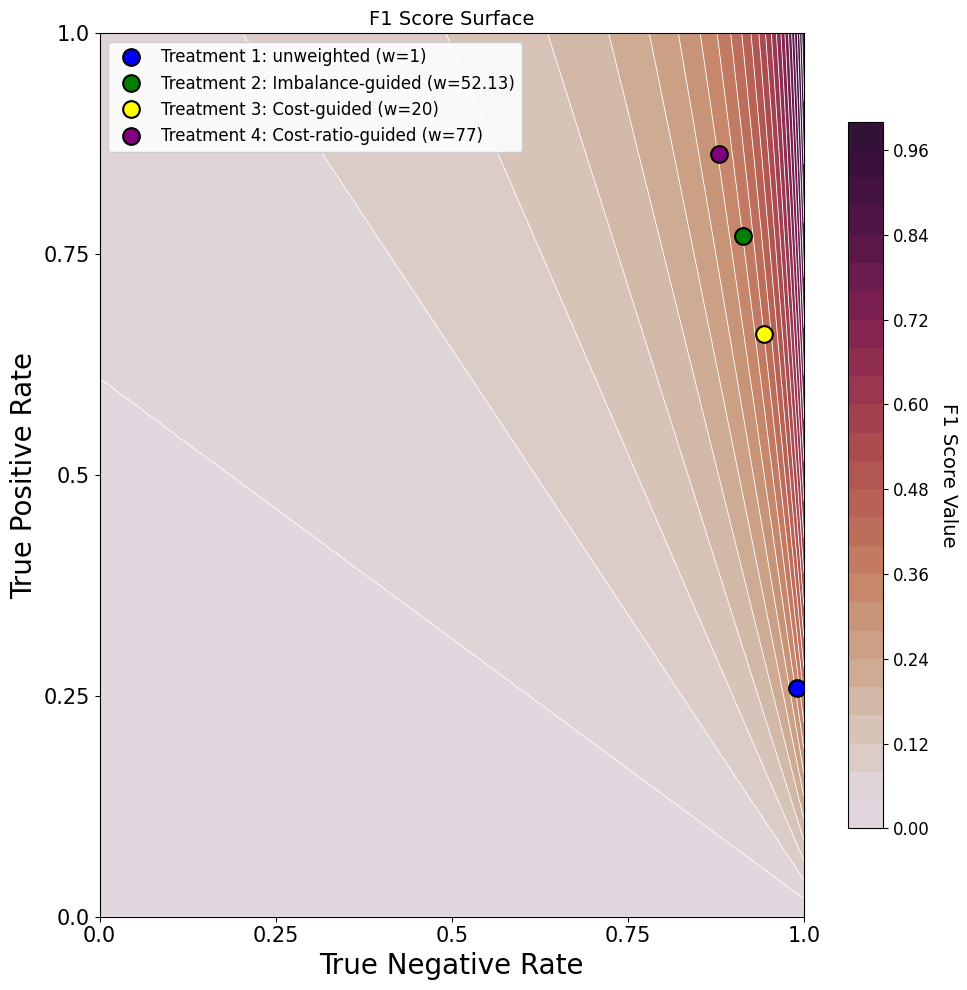 F1 Score Surface
Treatment 1: unweighted (w=1)
Treatment 2: Imbalance-guided (w=52.13)
Treatment 3: Cost-guided (w=20)
Treatment 4: Cost-ratio-guided (w=77)
True Positive Rate
1.0
0.75
0.5
0.25
0.0
0.0 0.25 0.5 0.75 1.0
True Negative Rate
0.96
0.84
0.72
0.60
0.48
0.36
0.24
0.12
0.00
F1 Score Value